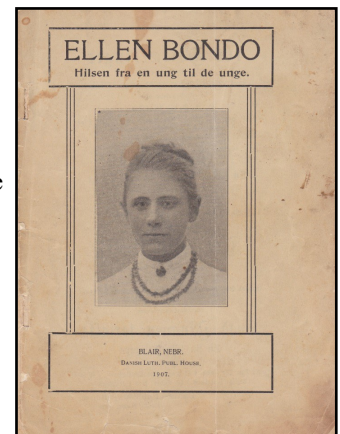 ELLEN BONDO
Hilsen fra en ung til de unge.
BLAIR, NEBR.
DANISH LUTH. PUBL. HOUSE.
1907.
e